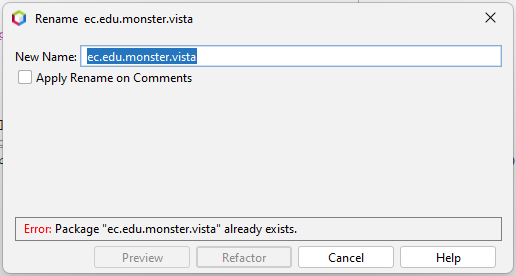 Rename ec.edu.monster.vista
New Name: ec.edu.monster.vista
Apply Rename on Comments
Error: Package "ec.edu.monster.vista" already exists.
Preview Refactor Cancel Help